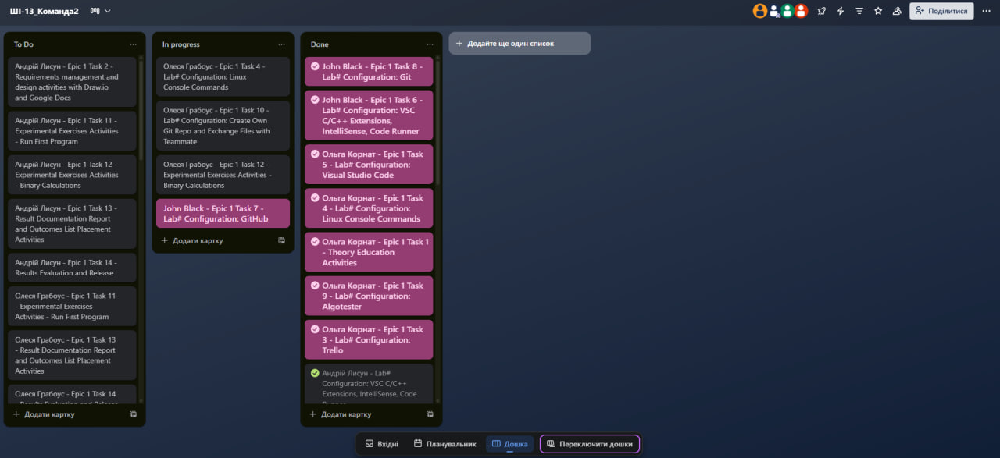 ШІ-13_Команда2
Поділитися
To Do
Андрій Лисун - Epic 1 Task 2 -
Requirements management and
design activities with Draw.io
and Google Docs
Андрій Лисун - Epic 1 Task 11 -
Experimental Exercises Activities
- Run First Program
Андрій Лисун - Epic 1 Task 12 -
Experimental Exercises Activities
- Binary Calculations
Андрій Лисун - Epic 1 Task 13 -
Result Documentation Report
and Outcomes List Placement
Activities
Андрій Лисун - Epic 1 Task 14 -
Results Evaluation and Release
Олеся Грабоус - Epic 1 Task 11
- Experimental Exercises
Activities - Run First Program
Олеся Грабоус - Epic 1 Task 13
- Result Documentation Report
and Outcomes List Placement
Activities
Олеся Грабоус - Epic 1 Task 14
- Results Evaluation and Release
Додати картку
In progress
Олеся Грабоус - Epic 1 Task 4 -
Lab# Configuration: Linux
Console Commands
Олеся Грабоус - Epic 1 Task 10 -
Lab# Configuration: Create Own
Git Repo and Exchange Files with
Teammate
Олеся Грабоус - Epic 1 Task 12 -
Experimental Exercises Activities -
Binary Calculations
John Black - Epic 1 Task 7 -
Lab# Configuration: GitHub
Додати картку
Done
John Black - Epic 1 Task 8 -
Lab# Configuration: Git
John Black - Epic 1 Task 6 -
Lab# Configuration: VSC
C/C++ Extensions,
IntelliSense, Code Runner
Ольга Корнат - Epic 1 Task
5 - Lab# Configuration:
Visual Studio Code
Ольга Корнат - Epic 1 Task
4 - Lab# Configuration:
Linux Console Commands
Ольга Корнат - Epic 1 Task 1
- Theory Education
Activities
Ольга Корнат - Epic 1 Task
9 - Lab# Configuration:
Algotester
Ольга Корнат - Epic 1 Task
3 - Lab# Configuration:
Trello
Андрій Лисун - Lab#
Configuration: VSC C/C++
Extensions, IntelliSense, Code
Runner
Додати картку
Додайте ще один список
Вхідні
Планувальник
Дошка
Переключити дошки